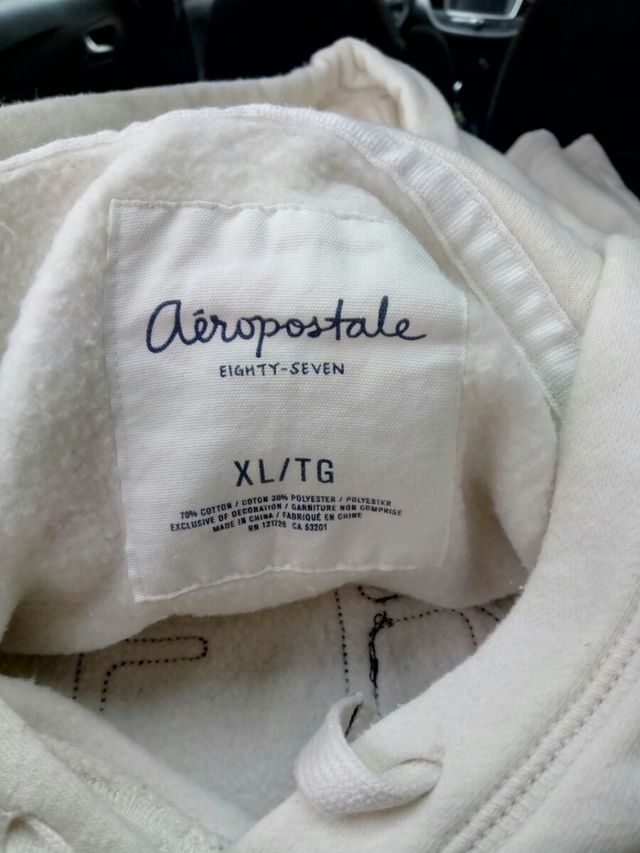 aéropostale
EIGHTY-SEVEN
XL/TG
70% COTTON / COTON 30% POLYESTER / POLYESTER
EXCLUSIVE OF DECORATION / GARNITURE NON COMPRISE
MADE IN CHINA / FABRIQUÉ EN CHINE
RN 121726 CA 53201